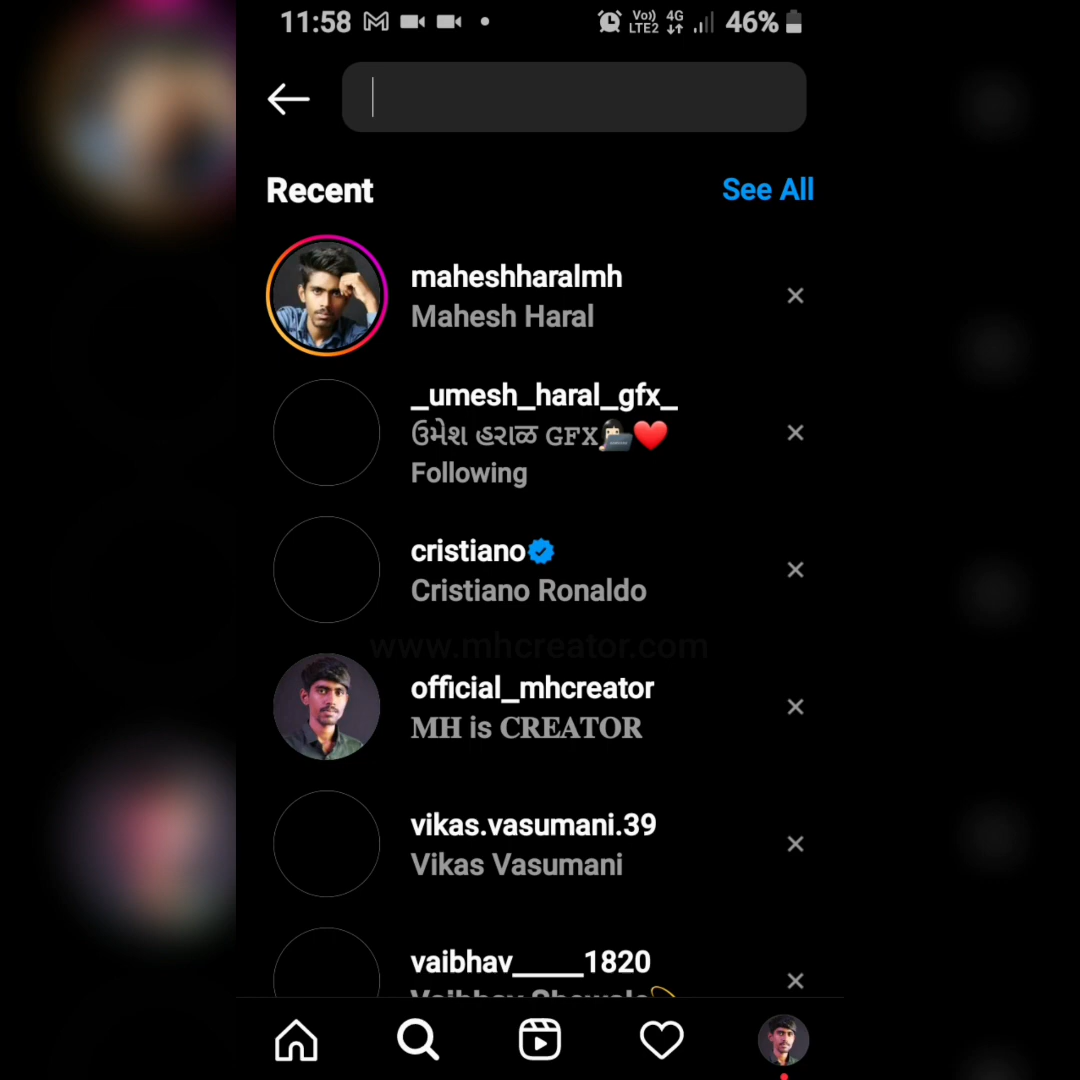 11:58 Vo)) LTE2 4G 46%
Recent See All
maheshharalmh
Mahesh Haral
_umesh_haral_gfx_
ઉમેશ હરાળ GFX👩🏻‍💻❤️
Following
cristiano
Cristiano Ronaldo
www.mhcreator.com
official_mhcreator
𝐌𝐇 is 𝐂𝐑𝐄𝐀𝐓𝐎𝐑
vikas.vasumani.39
Vikas Vasumani
vaibhav_____1820